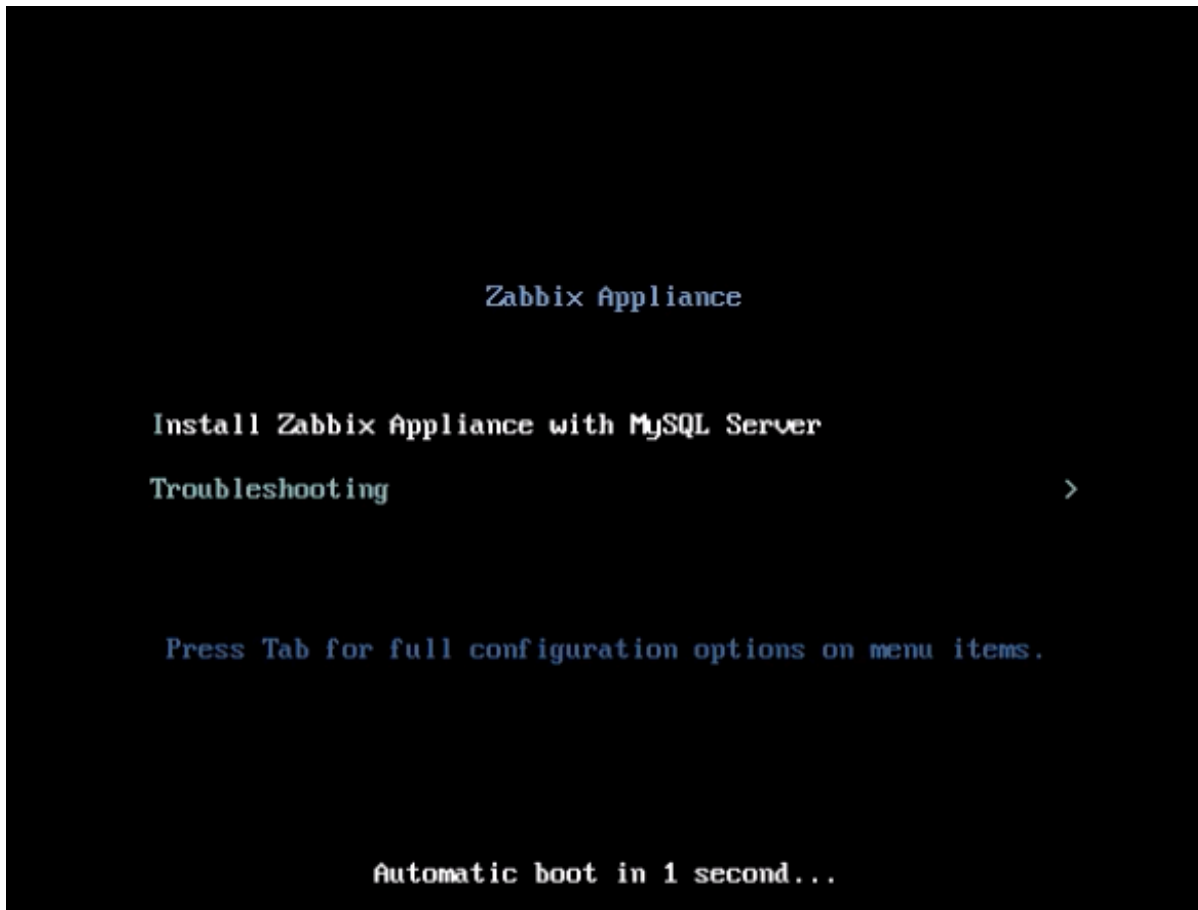 Zabbix Appliance
Install Zabbix Appliance with MySQL Server
Troubleshooting >
Press Tab for full configuration options on menu items.
Automatic boot in 1 second...